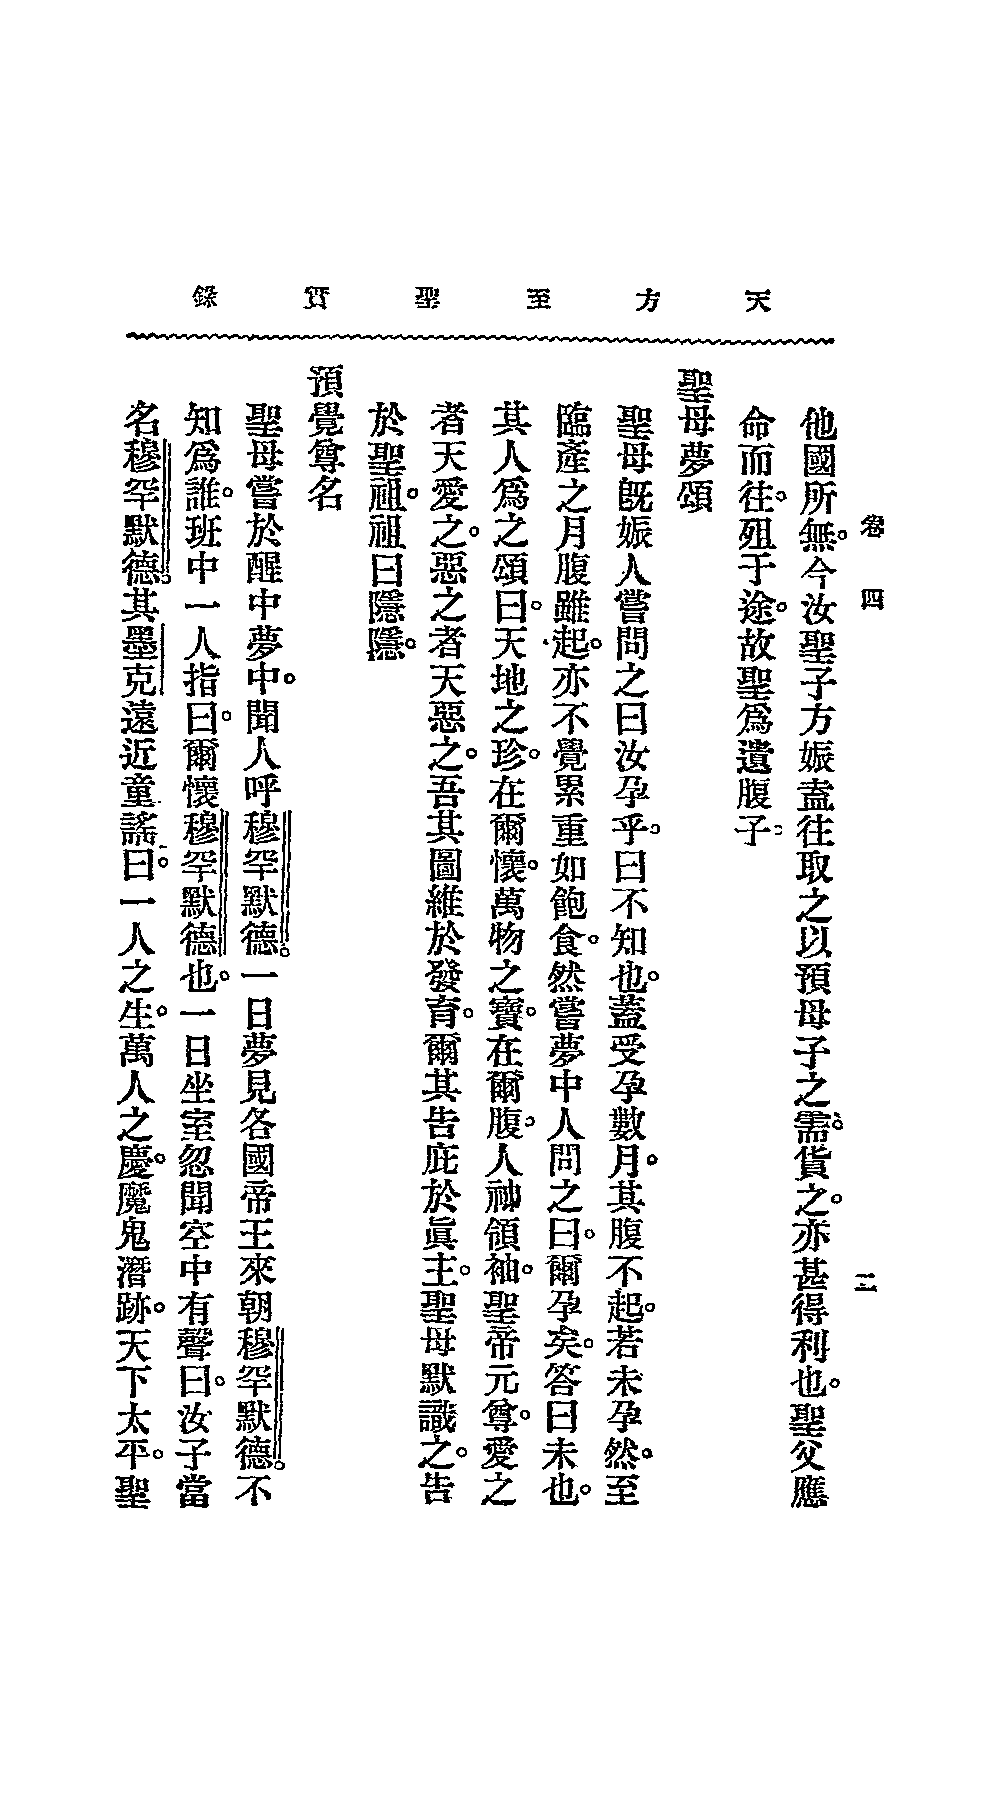 天方至聖實錄
卷四
二
他國所無。今汝聖子方娠盍往取之以預母子之需。貨之。亦甚得利也。聖父應
命而往。殂于途。故聖爲遺腹子。
聖母夢頌
聖母旣娠人嘗問之曰汝孕乎。曰不知也。蓋受孕數月。其腹不起。若未孕然。至
臨產之月腹雖起。亦不覺累重如飽食。然嘗夢中人問之曰。爾孕矣。答曰未也。
其人爲之頌曰。天地之珍。在爾懷。萬物之寶。在爾腹。人神領袖。聖帝元尊。愛之
者天愛之。惡之者天惡之。吾其圖維於發育。爾其告庇於眞主。聖母默識之。告
於聖祖。祖曰隱隱。
預覺尊名
聖母嘗於醒中夢中。聞人呼穆罕默德。一日夢見各國帝王來朝穆罕默德。不
知爲誰。班中一人指曰。爾懷穆罕默德也。一日坐室忽聞空中有聲曰。汝子當
名穆罕默德。其墨克遠近童謠曰。一人之生。萬人之慶。魔鬼潛跡。天下太平。聖